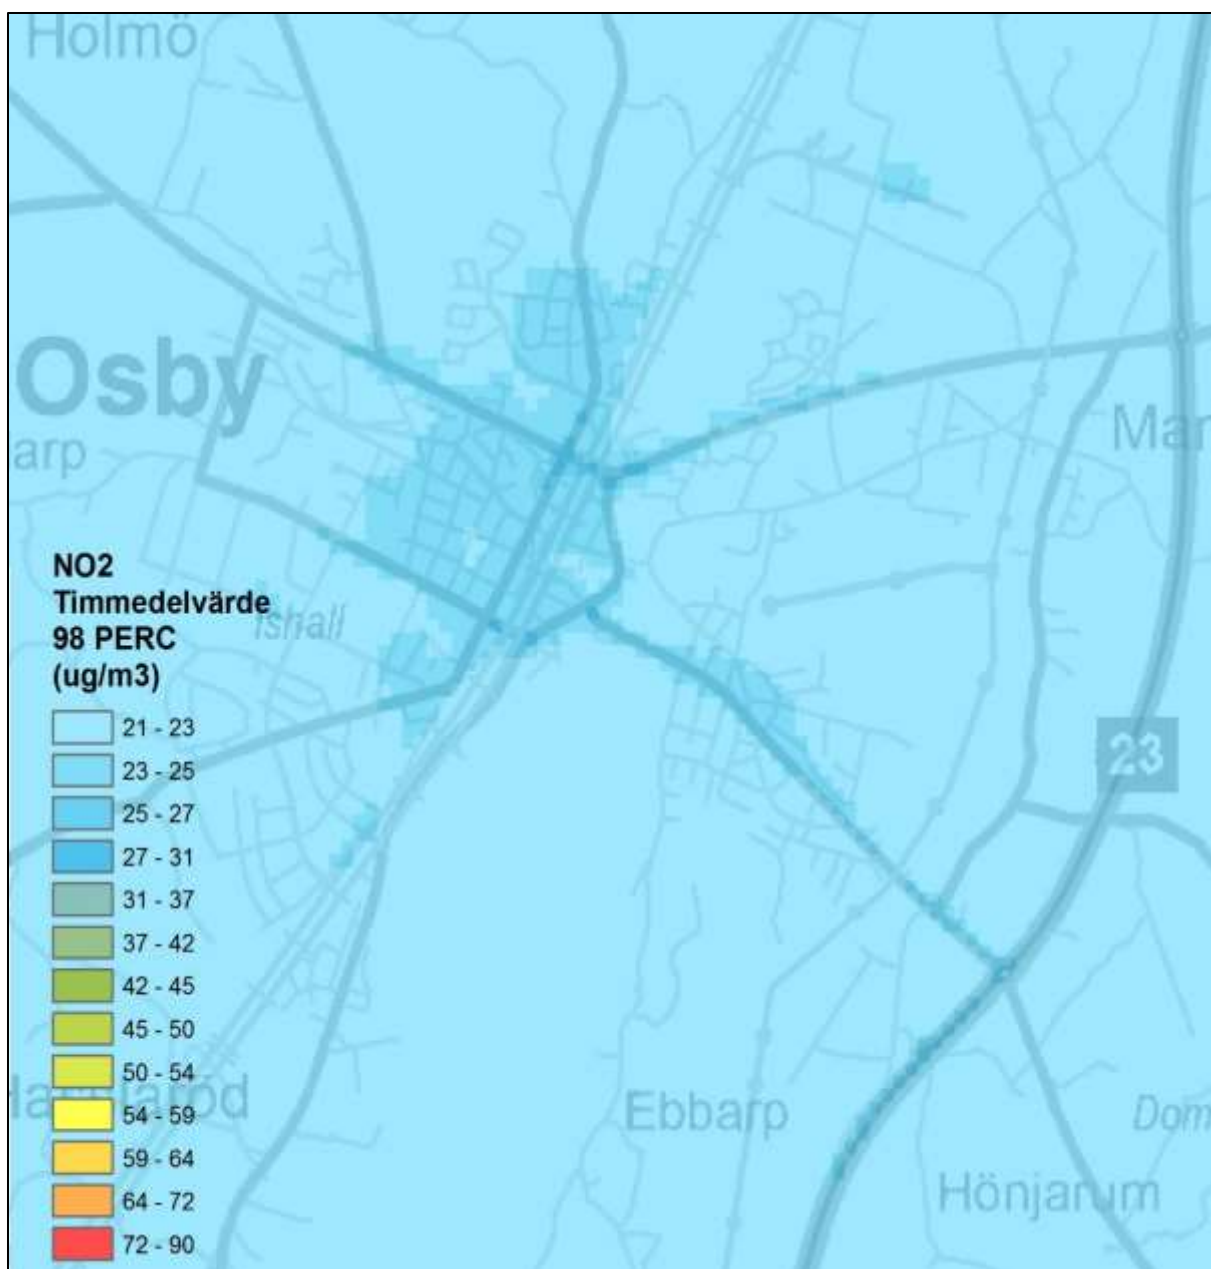 Holmö
Osby
arp
Mar
NO2
Timmedelvärde
98 PERC
(ug/m3)
Ishall
21 - 23
23 - 25
25 - 27
27 - 31
31 - 37
37 - 42
42 - 45
45 - 50
50 - 54
54 - 59
59 - 64
64 - 72
72 - 90
23
Ebbarp
Dom
Hönjarum